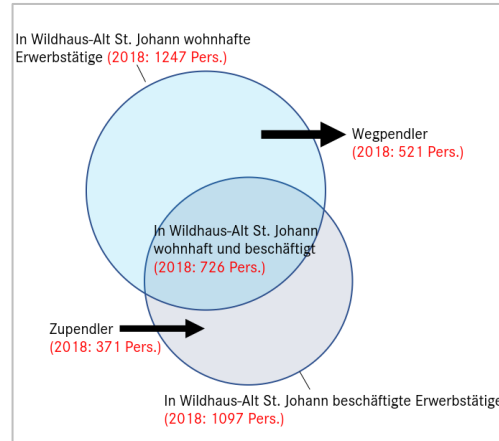 In Wildhaus-Alt St. Johann wohnhafte
Erwerbstätige (2018: 1247 Pers.)
Wegpendler
(2018: 521 Pers.)
In Wildhaus-Alt St. Johann
wohnhaft und beschäftigt
(2018: 726 Pers.)
Zupendler
(2018: 371 Pers.)
In Wildhaus-Alt St. Johann beschäftigte Erwerbstätige
(2018: 1097 Pers.)